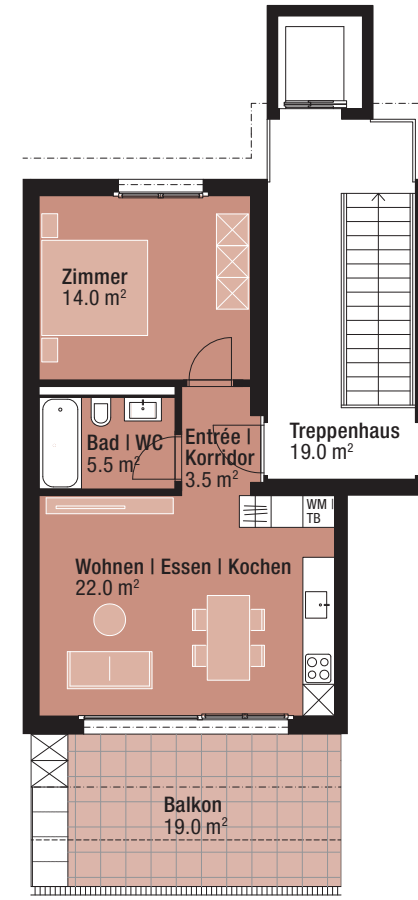 Zimmer
14.0 m²
Bad | WC
5.5 m²
Entrée |
Korridor
3.5 m²
Treppenhaus
19.0 m²
WM |
TB
Wohnen | Essen | Kochen
22.0 m²
Balkon
19.0 m²